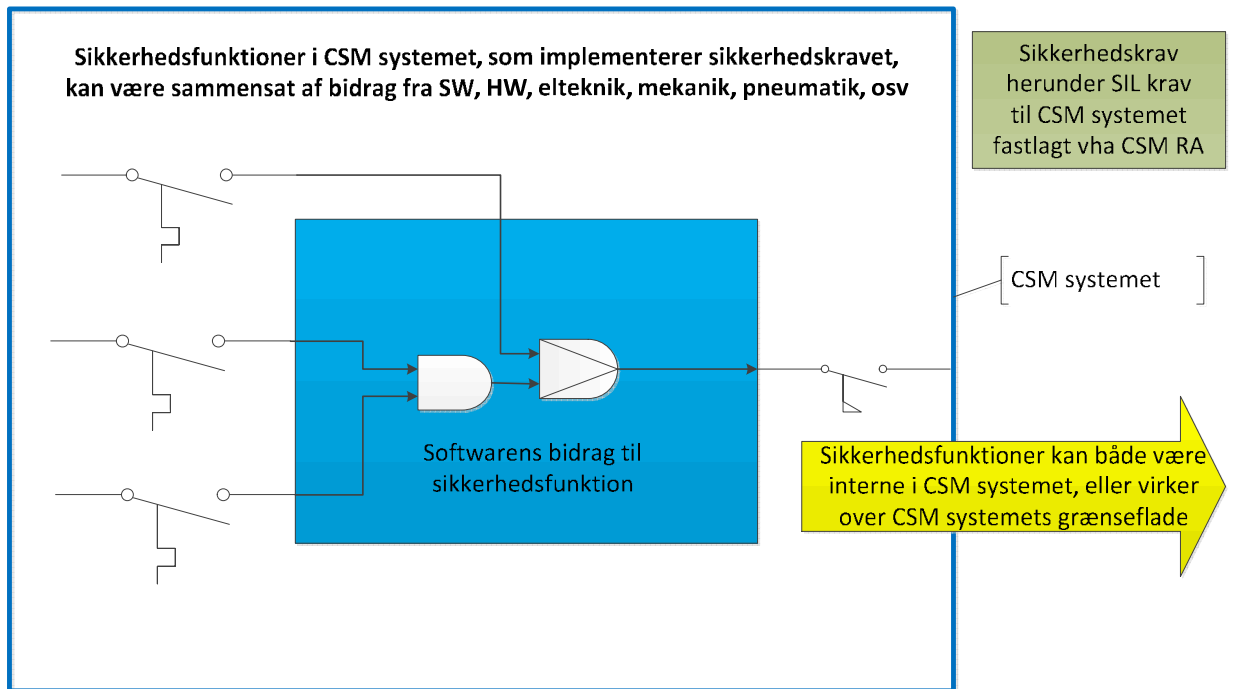 Sikkerhedsfunktioner i CSM systemet, som implementerer sikkerhedskravet,
kan være sammensat af bidrag fra SW, HW, elteknik, mekanik, pneumatik, osv
Sikkerhedskrav
herunder SIL krav
til CSM systemet
fastlagt vha CSM RA
CSM systemet
Softwarens bidrag til
sikkerhedsfunktion
Sikkerhedsfunktioner kan både være
interne i CSM systemet, eller virker
over CSM systemets grænseflade